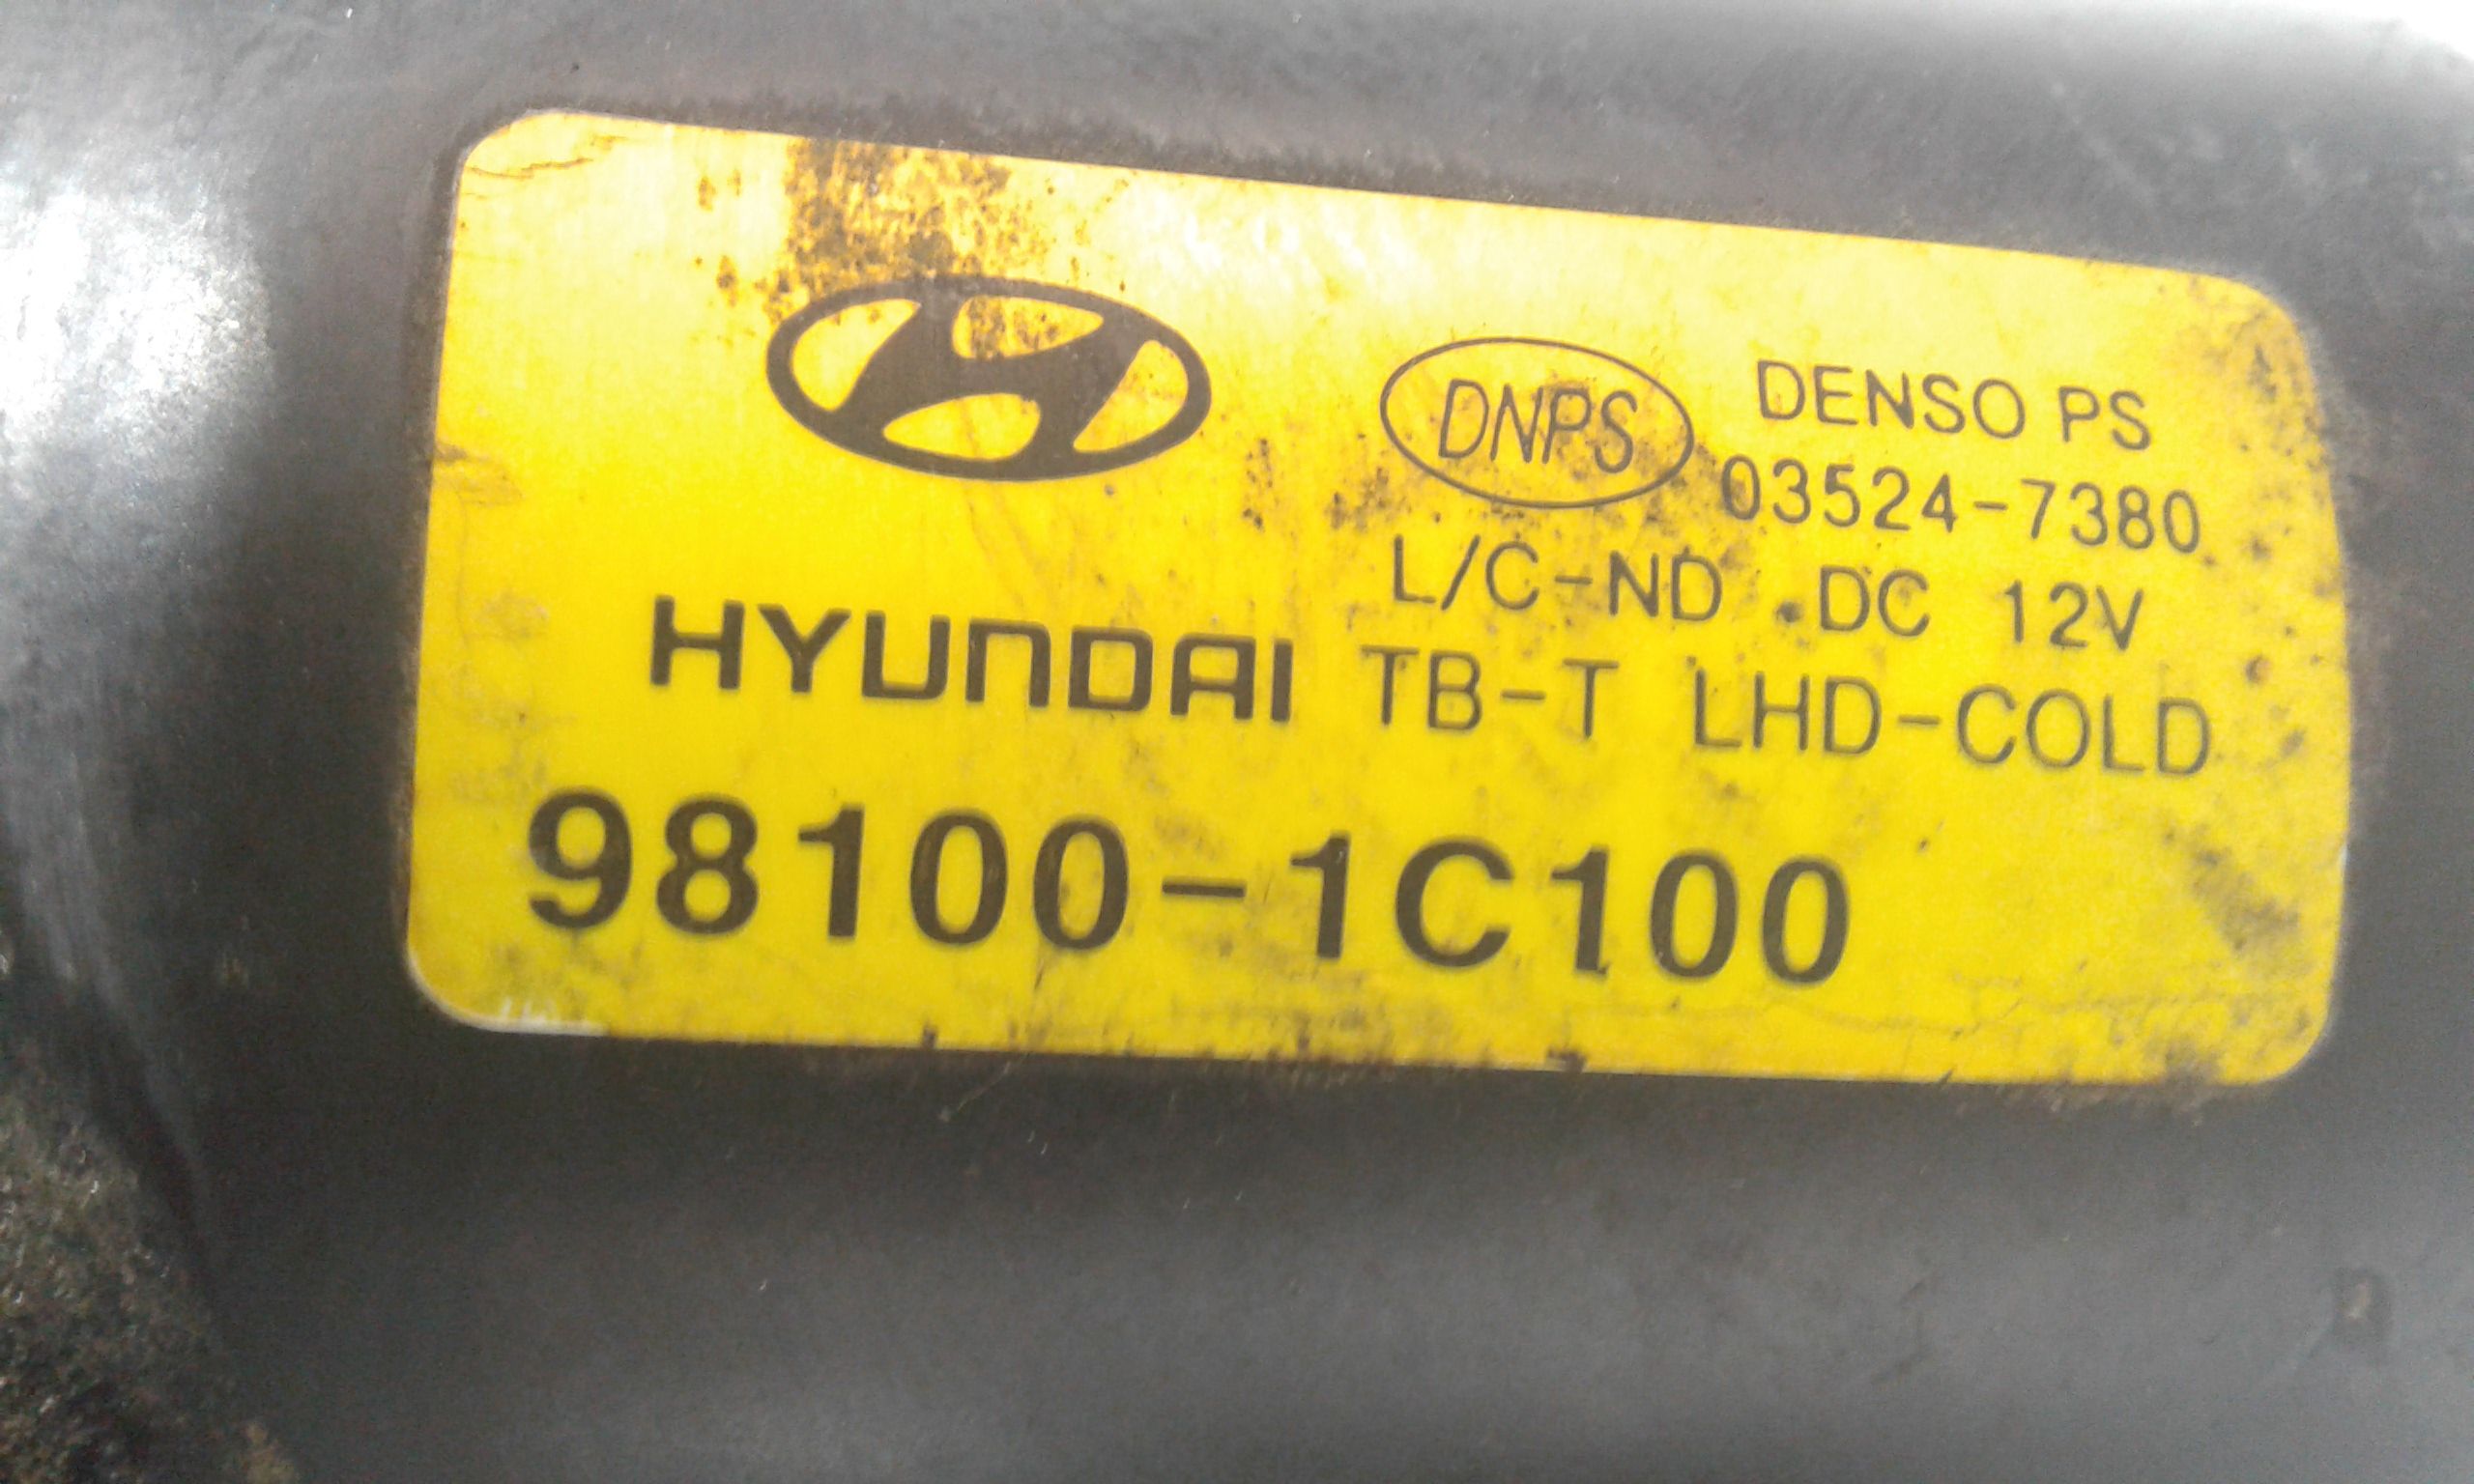 DNPS DENSO PS
03524-7380
L/C-ND DC 12V
HYUNDAI TB-T LHD-COLD
98100-1C100